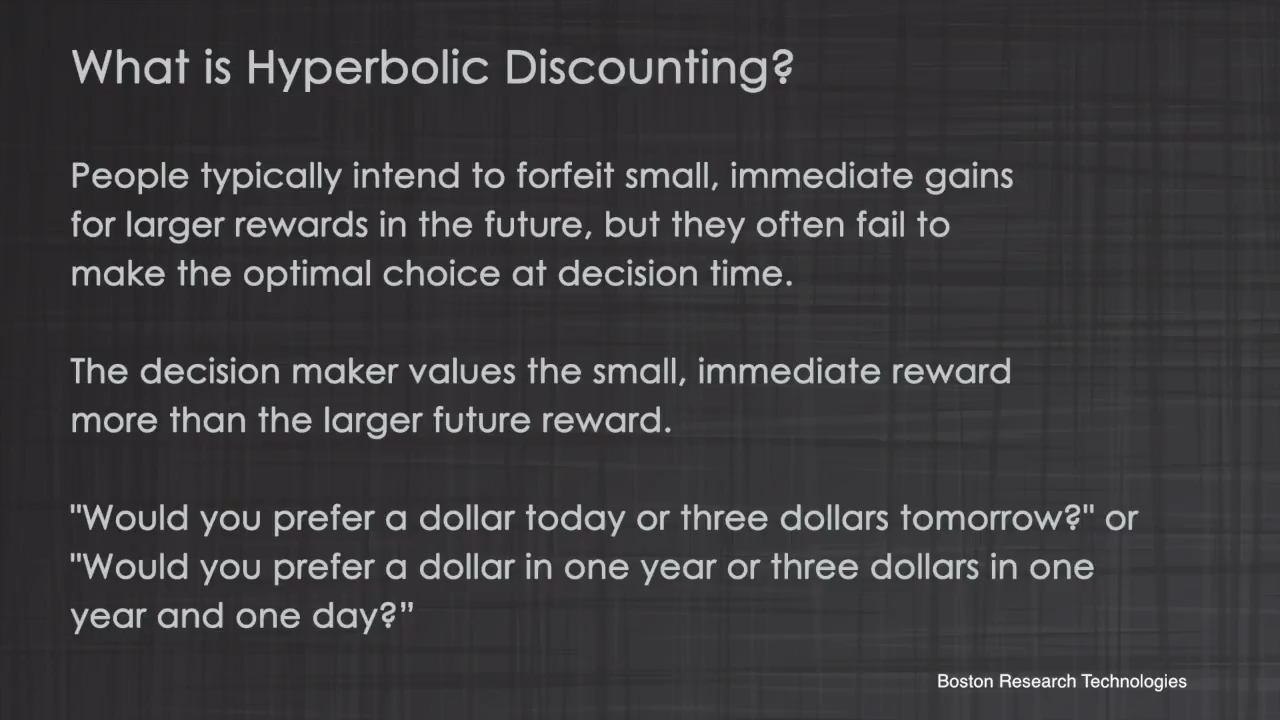 What is Hyperbolic Discounting?
People typically intend to forfeit small, immediate gains
for larger rewards in the future, but they often fail to
make the optimal choice at decision time.
The decision maker values the small, immediate reward
more than the larger future reward.
"Would you prefer a dollar today or three dollars tomorrow?" or
"Would you prefer a dollar in one year or three dollars in one
year and one day?”
Boston Research Technologies